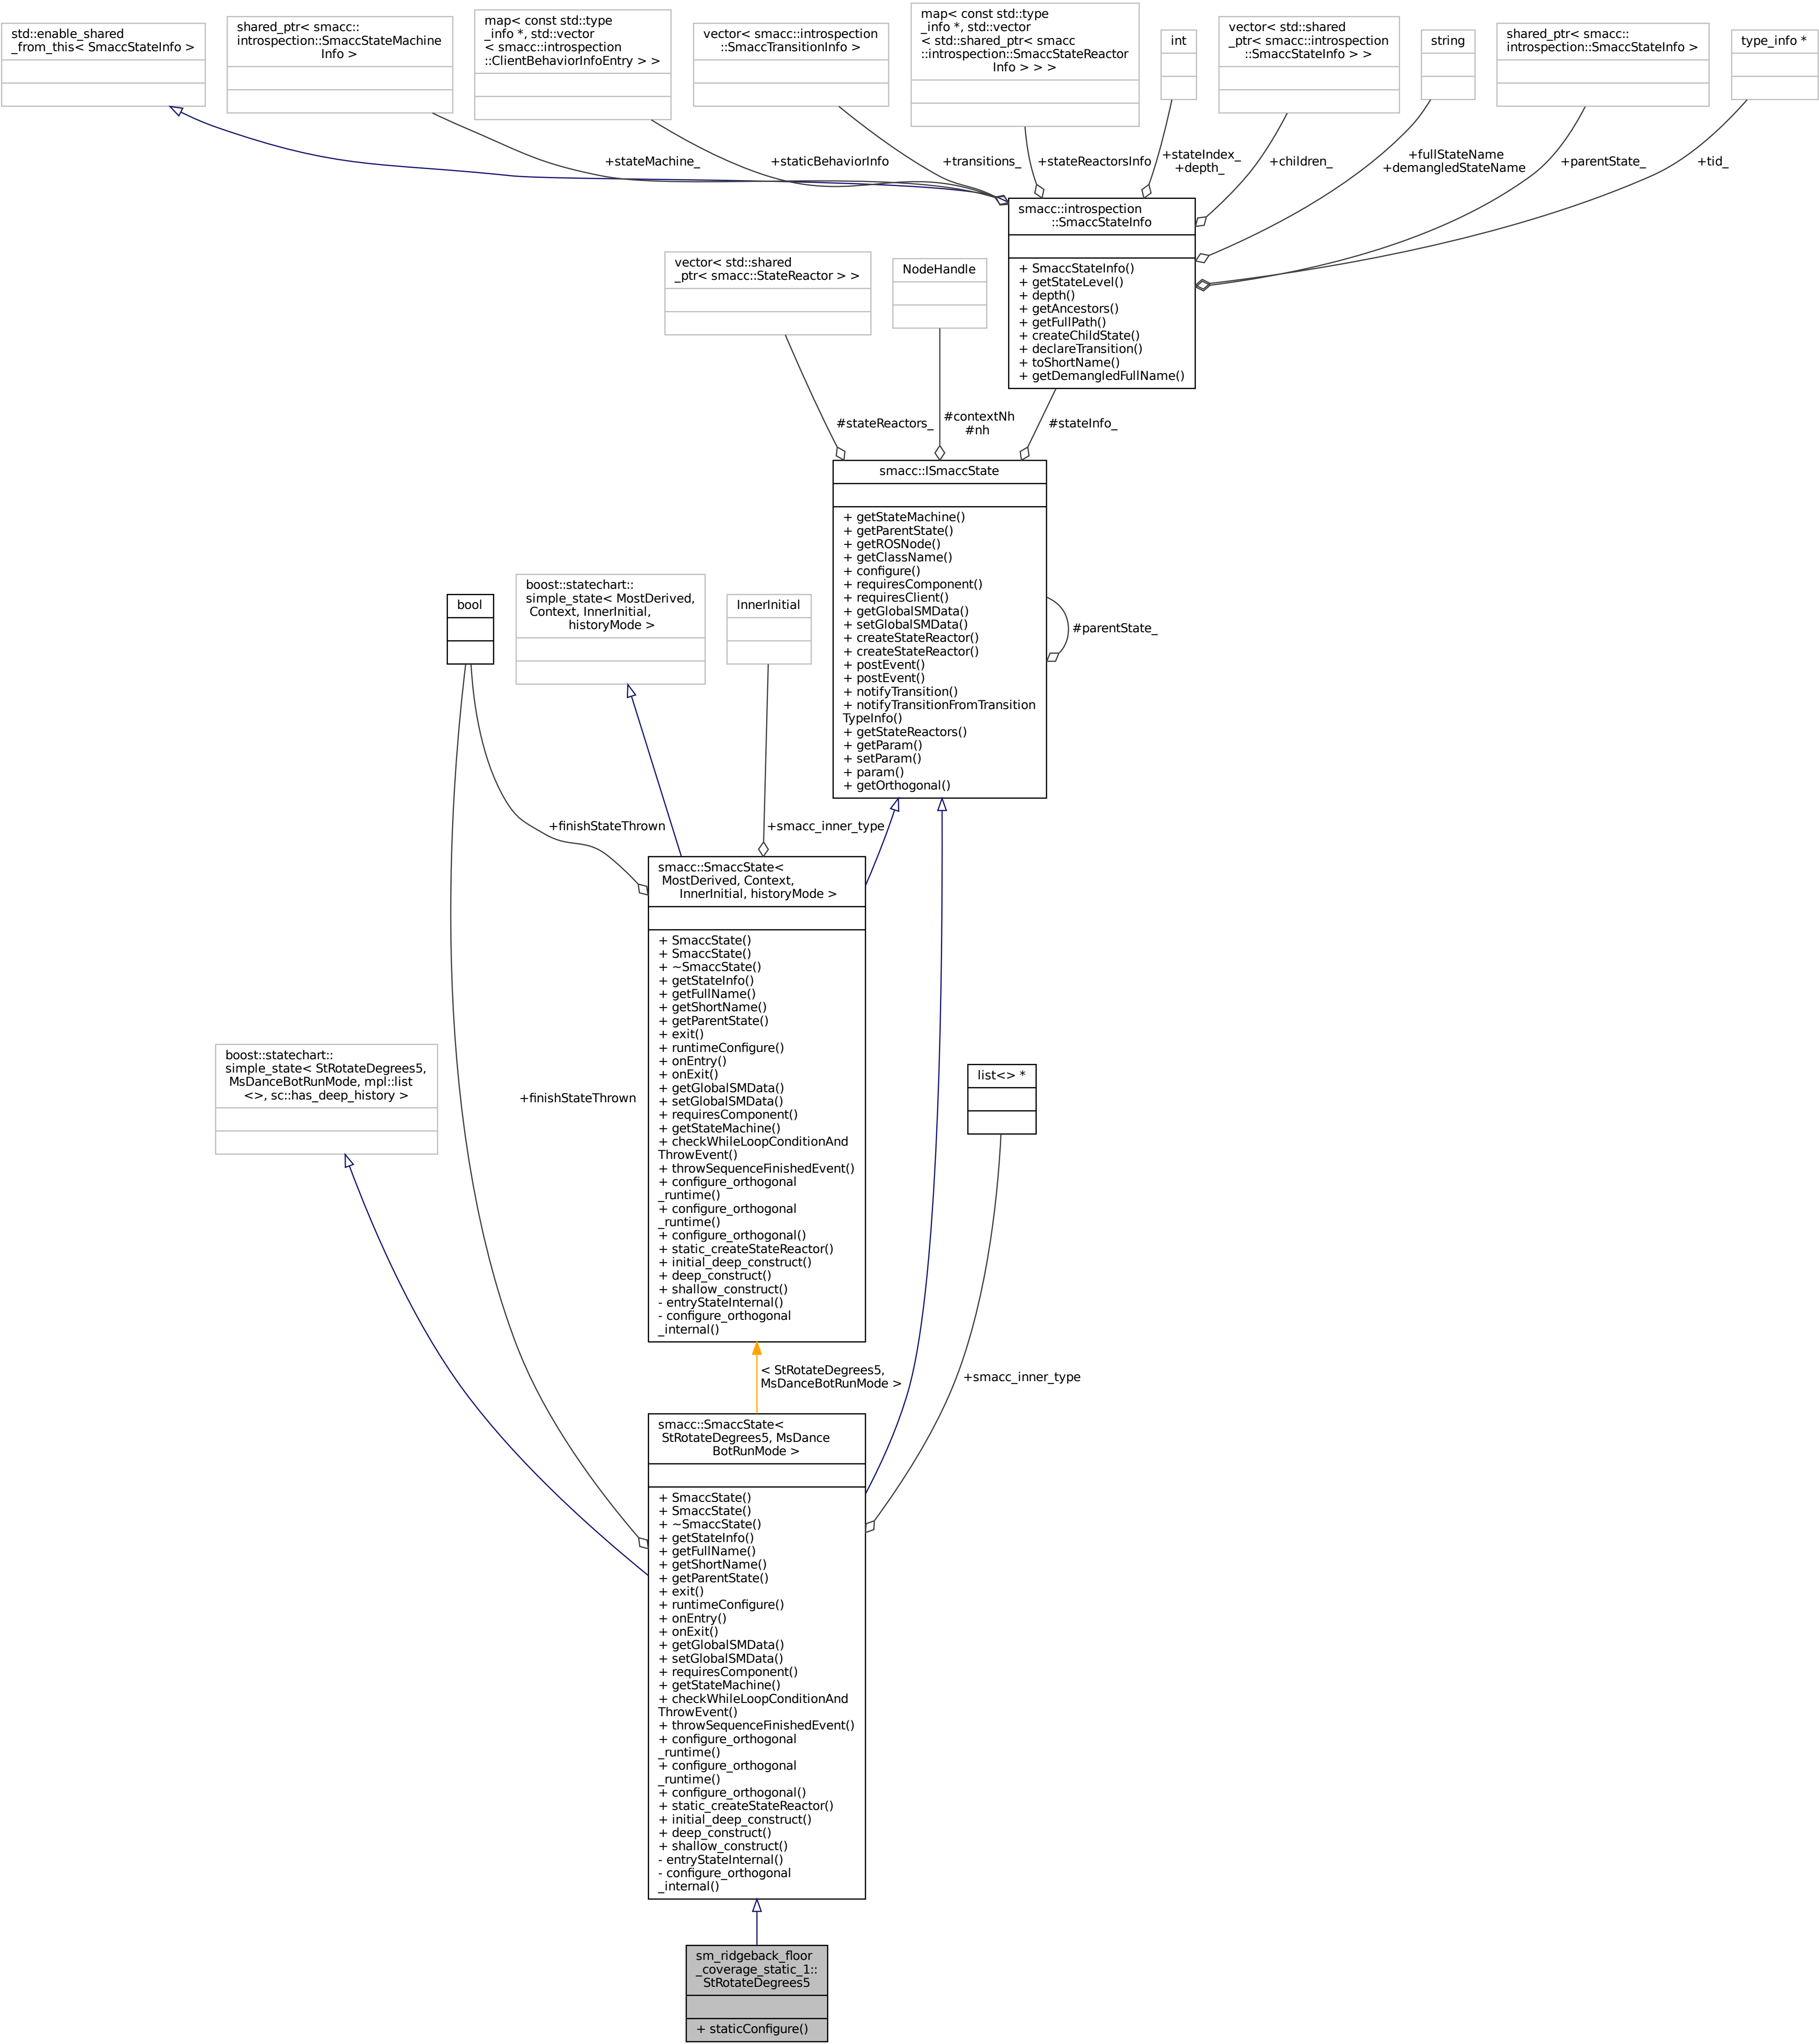 std::enable_shared
_from_this< SmaccStateInfo >
shared_ptr< smacc::
introspection::SmaccStateMachine
Info >
map< const std::type
_info *, std::vector
< smacc::introspection
::ClientBehaviorInfoEntry > >
vector< smacc::introspection
::SmaccTransitionInfo >
map< const std::type
_info *, std::vector
< std::shared_ptr< smacc
::introspection::SmaccStateReactor
Info > > >
int
vector< std::shared
_ptr< smacc::introspection
::SmaccStateInfo > >
string
shared_ptr< smacc::
introspection::SmaccStateInfo >
type_info *
+stateMachine_
+staticBehaviorInfo
+transitions_
+stateReactorsInfo
+stateIndex_
+depth_
+children_
+fullStateName
+demangledStateName
+parentState_
+tid_
smacc::introspection
::SmaccStateInfo
+ SmaccStateInfo()
+ getStateLevel()
+ depth()
+ getAncestors()
+ getFullPath()
+ createChildState()
+ declareTransition()
+ toShortName()
+ getDemangledFullName()
vector< std::shared
_ptr< smacc::StateReactor > >
NodeHandle
#stateReactors_
#contextNh
#nh
#stateInfo_
smacc::ISmaccState
+ getStateMachine()
+ getParentState()
+ getROSNode()
+ getClassName()
+ configure()
+ requiresComponent()
+ requiresClient()
+ getGlobalSMData()
+ setGlobalSMData()
+ createStateReactor()
+ createStateReactor()
+ postEvent()
+ postEvent()
+ notifyTransition()
+ notifyTransitionFromTransition
TypeInfo()
+ getStateReactors()
+ getParam()
+ setParam()
+ param()
+ getOrthogonal()
#parentState_
bool
boost::statechart::
simple_state< MostDerived,
Context, InnerInitial,
historyMode >
InnerInitial
+finishStateThrown
+smacc_inner_type
smacc::SmaccState<
MostDerived, Context,
InnerInitial, historyMode >
+ SmaccState()
+ SmaccState()
+ ~SmaccState()
+ getStateInfo()
+ getFullName()
+ getShortName()
+ getParentState()
+ exit()
+ runtimeConfigure()
+ onEntry()
+ onExit()
+ getGlobalSMData()
+ setGlobalSMData()
+ requiresComponent()
+ getStateMachine()
+ checkWhileLoopConditionAnd
ThrowEvent()
+ throwSequenceFinishedEvent()
+ configure_orthogonal
_runtime()
+ configure_orthogonal
_runtime()
+ configure_orthogonal()
+ static_createStateReactor()
+ initial_deep_construct()
+ deep_construct()
+ shallow_construct()
- entryStateInternal()
- configure_orthogonal
_internal()
boost::statechart::
simple_state< StRotateDegrees5,
MsDanceBotRunMode, mpl::list
<>, sc::has_deep_history >
+finishStateThrown
list<> *
< StRotateDegrees5,
MsDanceBotRunMode >
+smacc_inner_type
smacc::SmaccState<
StRotateDegrees5, MsDance
BotRunMode >
+ SmaccState()
+ SmaccState()
+ ~SmaccState()
+ getStateInfo()
+ getFullName()
+ getShortName()
+ getParentState()
+ exit()
+ runtimeConfigure()
+ onEntry()
+ onExit()
+ getGlobalSMData()
+ setGlobalSMData()
+ requiresComponent()
+ getStateMachine()
+ checkWhileLoopConditionAnd
ThrowEvent()
+ throwSequenceFinishedEvent()
+ configure_orthogonal
_runtime()
+ configure_orthogonal
_runtime()
+ configure_orthogonal()
+ static_createStateReactor()
+ initial_deep_construct()
+ deep_construct()
+ shallow_construct()
- entryStateInternal()
- configure_orthogonal
_internal()
sm_ridgeback_floor
_coverage_static_1::
StRotateDegrees5
+ staticConfigure()